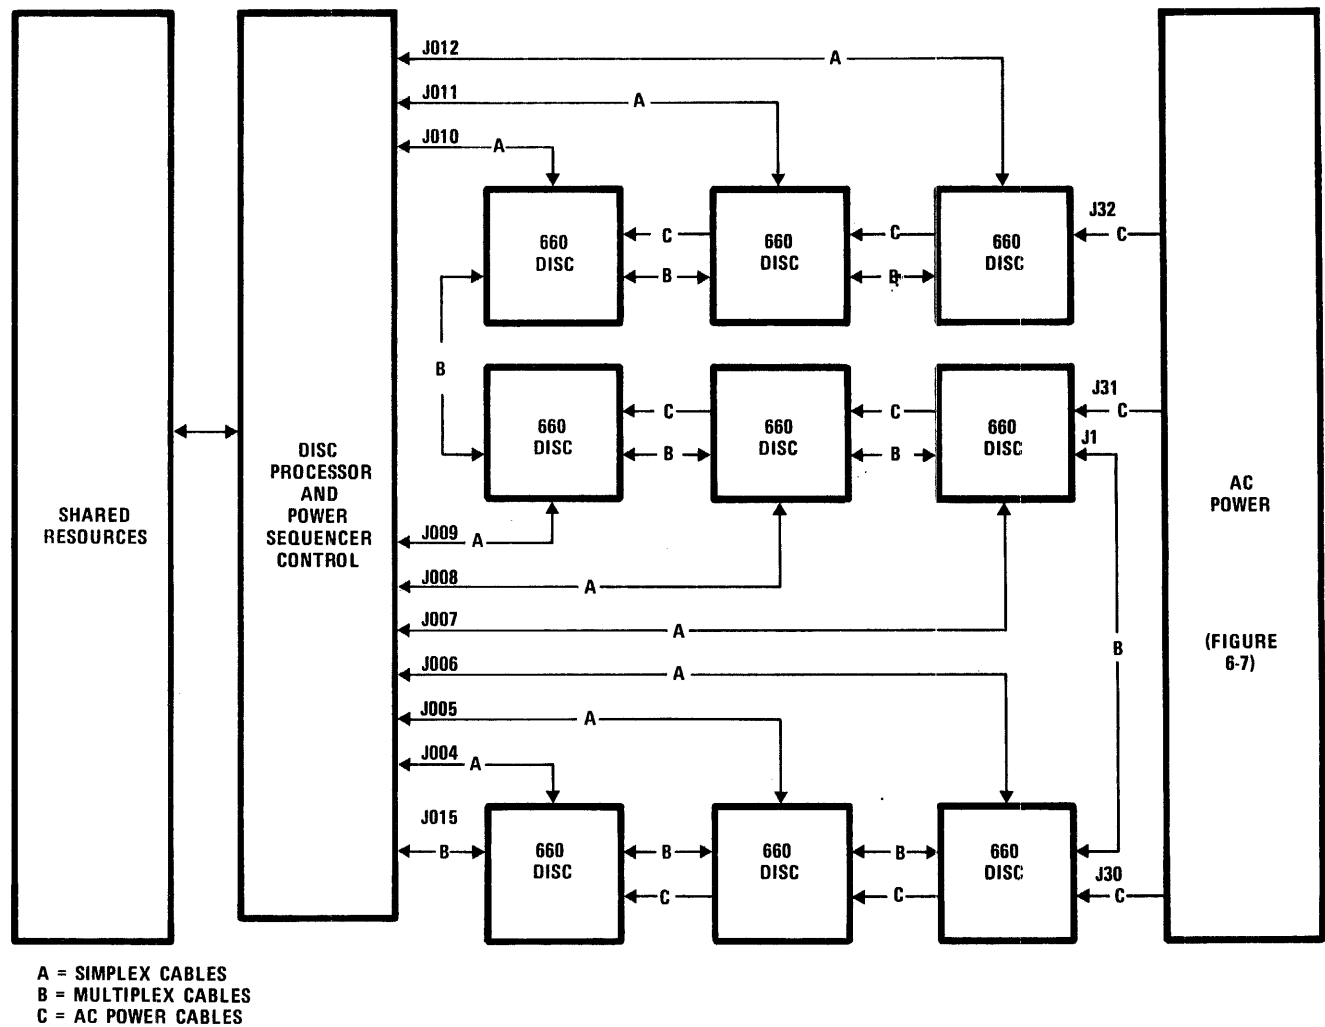 J012
A
J011
A
J010
A
660
DISC
C
B
660
DISC
C
B
660
DISC
J32
C
B
660
DISC
C
B
660
DISC
C
B
660
DISC
J31
C
J1
B
SHARED
RESOURCES
DISC
PROCESSOR
AND
POWER
SEQUENCER
CONTROL
AC
POWER
(FIGURE
6-7)
J009
A
J008
A
J007
A
J006
A
J005
A
J004
A
J015
B
660
DISC
B
C
660
DISC
B
C
660
DISC
J30
C
A = SIMPLEX CABLES
B = MULTIPLEX CABLES
C = AC POWER CABLES